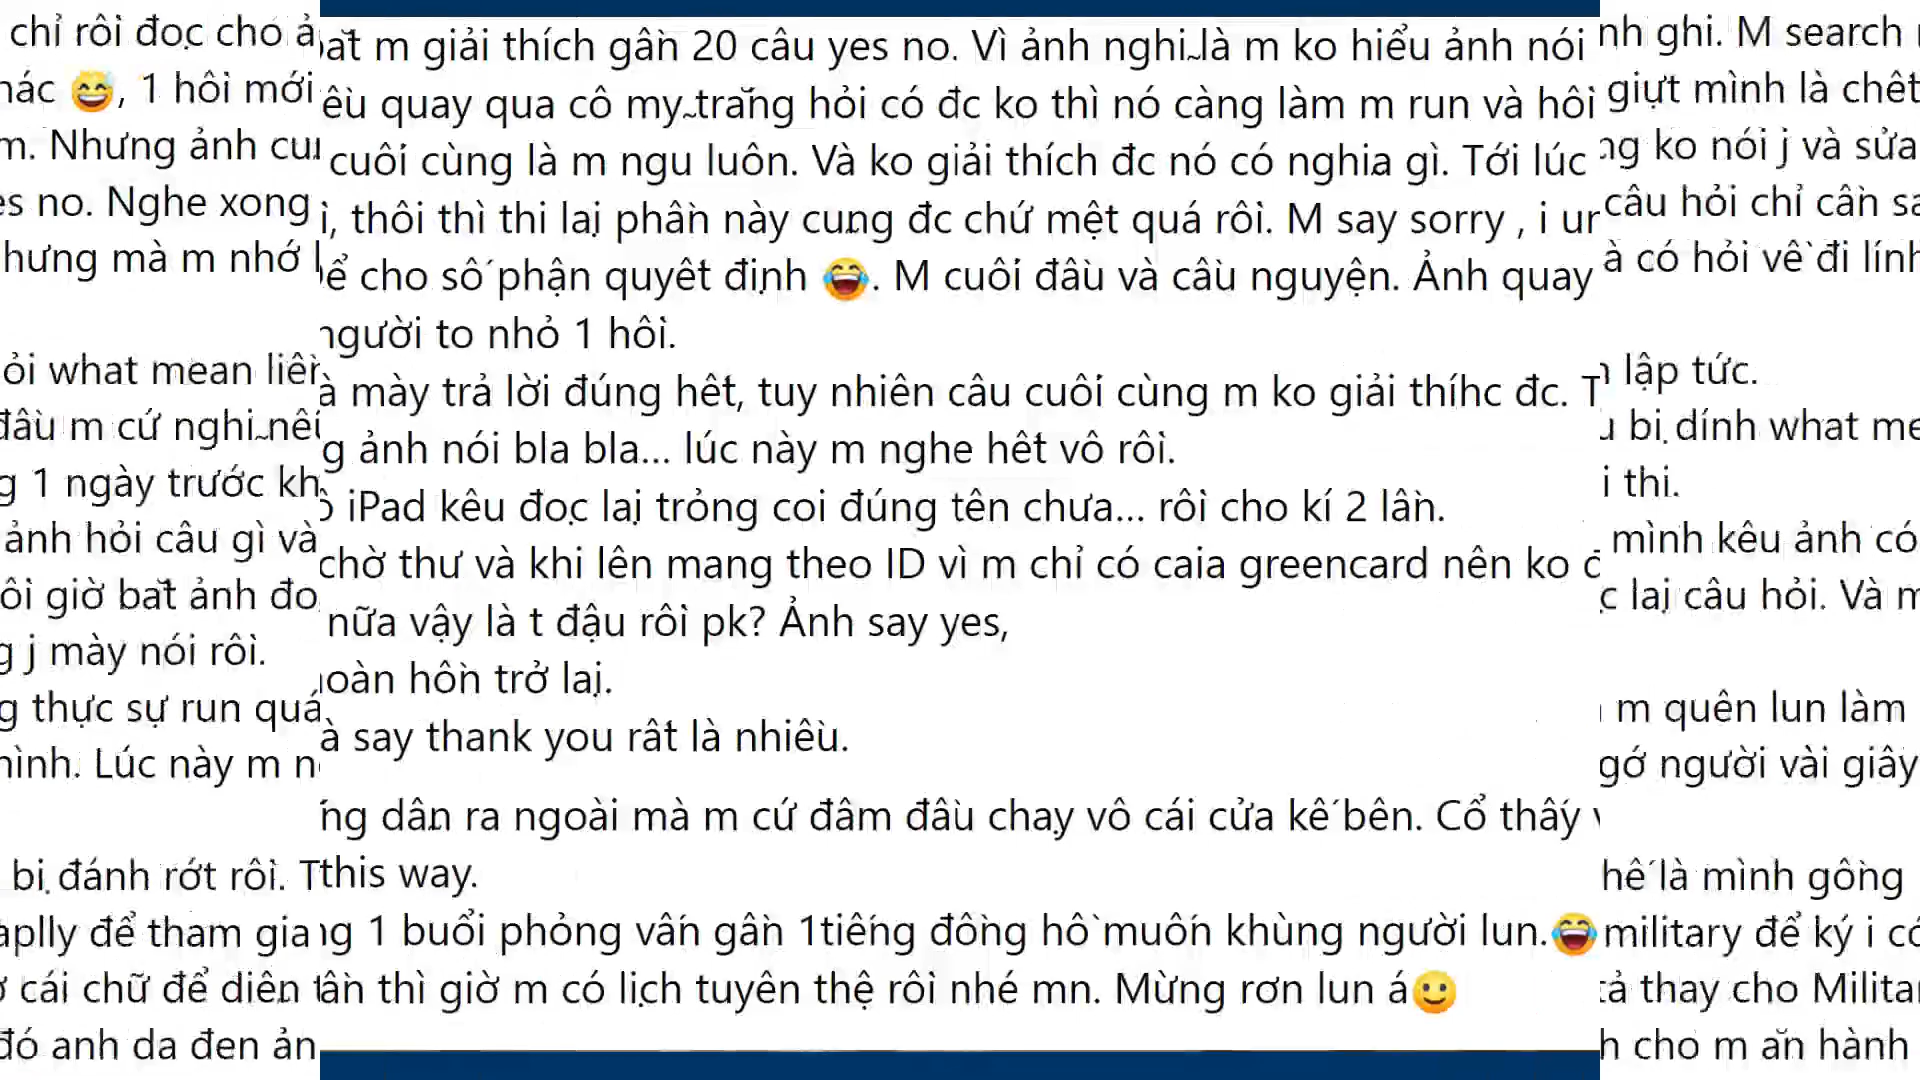 chỉ rồi đọc cho ả
hác 😅, 1 hồi mới
m. Nhưng ảnh cu
es no. Nghe xong
hưng mà m nhớ l
ỏi what mean liề
đầu m cứ nghĩ nế
g 1 ngày trước kh
ảnh hỏi câu gì và
ồi giờ bắt ảnh đo
g j mày nói rồi.
g thực sự run quá
mình. Lúc này m n
bị đánh rớt rồi. T
aplly để tham gia
cái chữ để diễn t
đó anh da đen ản
bắt m giải thích gần 20 câu yes no. Vì ảnh nghĩ là m ko hiểu ảnh nói
ều quay qua cô mỹ trắng hỏi có đc ko thì nó càng làm m run và hồi
cuối cùng là m ngu luôn. Và ko giải thích đc nó có nghĩa gì. Tới lúc
i, thôi thì thi lại phần này cũng đc chứ mệt quá rồi. M say sorry , i ur
ể cho số phận quyết định 😂. M cuối đầu và cầu nguyện. Ảnh quay
người to nhỏ 1 hồi.
à mày trả lời đúng hết, tuy nhiên câu cuối cùng m ko giải thíhc đc. T
g ảnh nói bla bla... lúc này m nghe hết vô rồi.
iPad kêu đọc lại trỏng coi đúng tên chưa... rồi cho kí 2 lần.
chờ thư và khi lên mang theo ID vì m chỉ có caia greencard nên ko đ
nữa vậy là t đậu rồi pk? Ảnh say yes,
oàn hồn trở lại.
à say thank you rất là nhiều.
ng dẫn ra ngoài mà m cứ đâm đầu chạy vô cái cửa kế bên. Cổ thấy v
this way.
ng 1 buổi phỏng vấn gần 1tiếng đồng hồ muốn khùng người lun.😂
ần thì giờ m có lịch tuyên thệ rồi nhé mn. Mừng rơn lun á🙂
nh ghi. M search
giựt mình là chết
ng ko nói j và sửa
câu hỏi chỉ cần sa
à có hỏi về đi lính
lập tức.
bị dính what me
i thi.
mình kêu ảnh có
c lại câu hỏi. Và m
m quên lun làm
gớ người vài giây
hế là mình gồng
military để ký i có
tả thay cho Milita
h cho m ăn hành